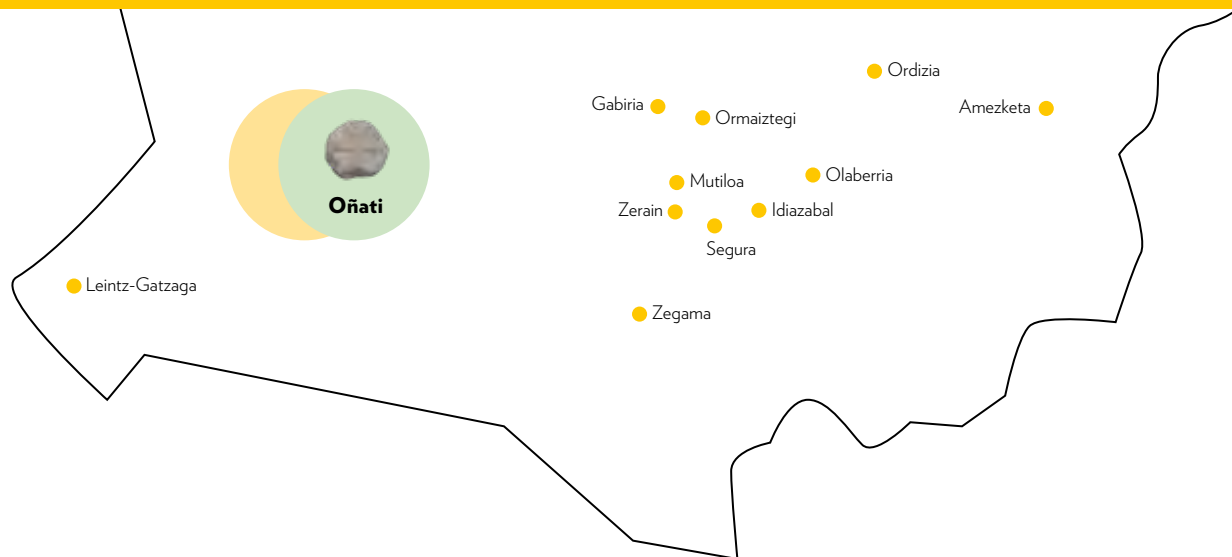 Ordizia
Gabiria
Amezketa
Ormaiztegi
Olaberria
Mutiloa
Oñati
Zerain
Idiazabal
Segura
Leintz-Gatzaga
Zegama